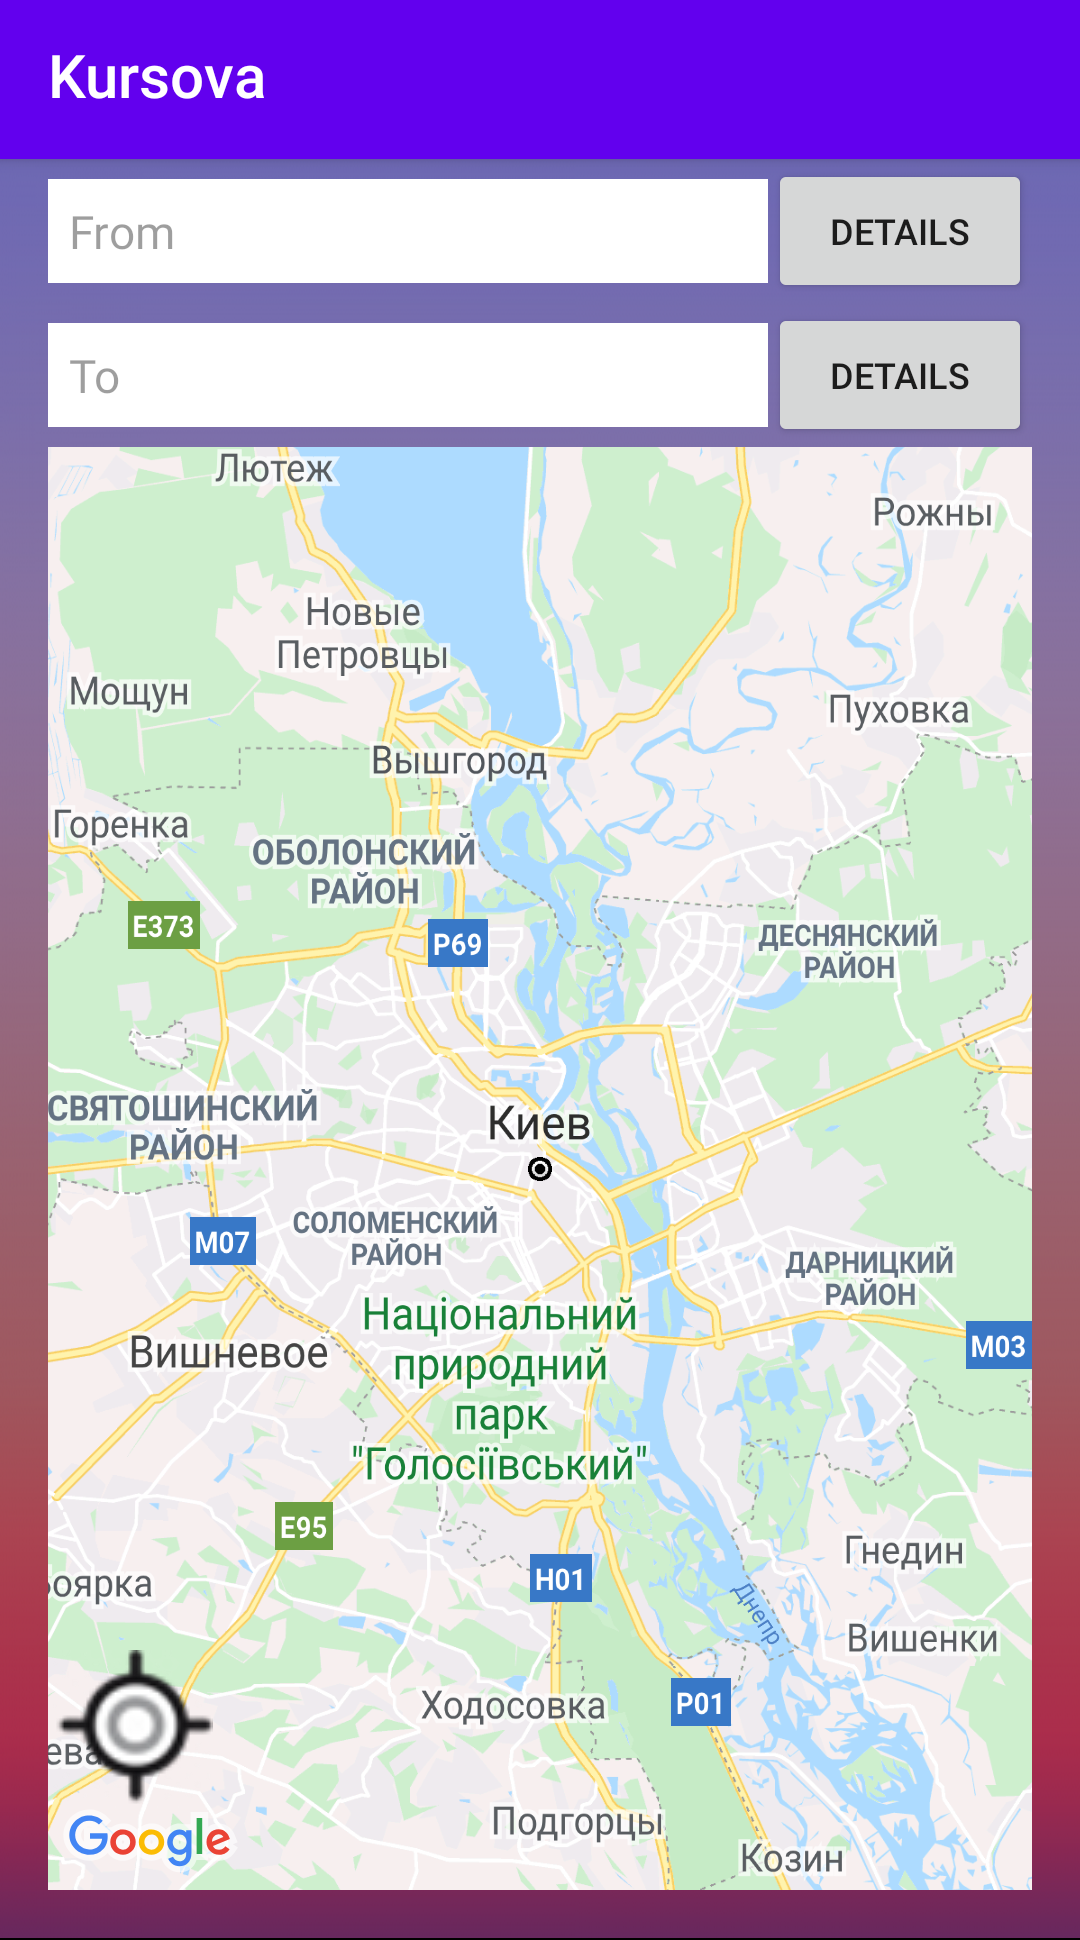 Kursova
From
DETAILS
To
DETAILS
Лютеж
Рожны
Новые
Петровцы
Мощун
Пуховка
Вышгород
Горенка
ОБОЛОНСКИЙ
РАЙОН
E373
P69
ДЕСНЯНСКИЙ
РАЙОН
СВЯТОШИНСКИЙ
РАЙОН
Киев
M07
СОЛОМЕНСКИЙ
РАЙОН
ДАРНИЦКИЙ
РАЙОН
Національний
природний
парк
"Голосіївський"
M03
Вишневое
E95
Гнедин
H01
оярка
Днепр
Вишенки
P01
Ходосовка
ева
Подгорцы
Google
Козин